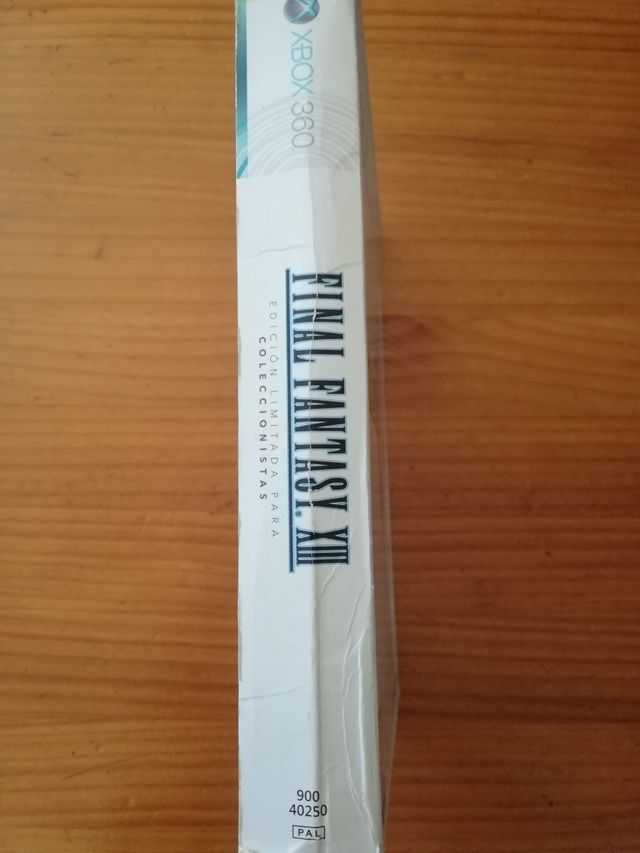 XBOX 360
FINAL FANTASY. XIII
EDICIÓN LIMITADA PARA
COLECCIONISTAS
900
40250
PAL